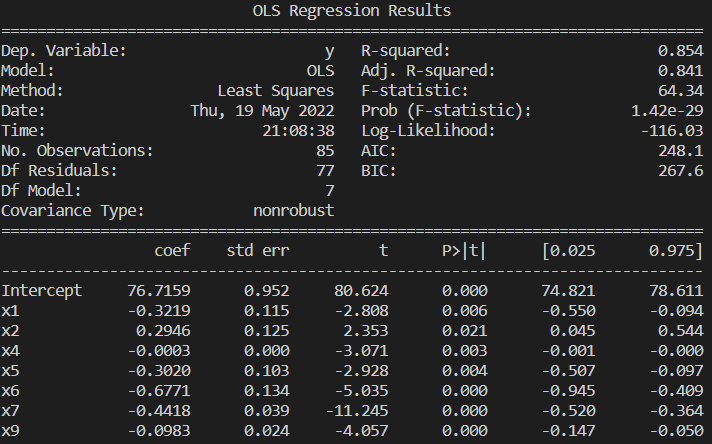 OLS Regression Results
==============================================================================
Dep. Variable: y R-squared: 0.854
Model: OLS Adj. R-squared: 0.841
Method: Least Squares F-statistic: 64.34
Date: Thu, 19 May 2022 Prob (F-statistic): 1.42e-29
Time: 21:08:38 Log-Likelihood: -116.03
No. Observations: 85 AIC: 248.1
Df Residuals: 77 BIC: 267.6
Df Model: 7
Covariance Type: nonrobust
==============================================================================
coef std err t P>|t| [0.025 0.975]
------------------------------------------------------------------------------
Intercept 76.7159 0.952 80.624 0.000 74.821 78.611
x1 -0.3219 0.115 -2.808 0.006 -0.550 -0.094
x2 0.2946 0.125 2.353 0.021 0.045 0.544
x4 -0.0003 0.000 -3.071 0.003 -0.001 -0.000
x5 -0.3020 0.103 -2.928 0.004 -0.507 -0.097
x6 -0.6771 0.134 -5.035 0.000 -0.945 -0.409
x7 -0.4418 0.039 -11.245 0.000 -0.520 -0.364
x9 -0.0983 0.024 -4.057 0.000 -0.147 -0.050